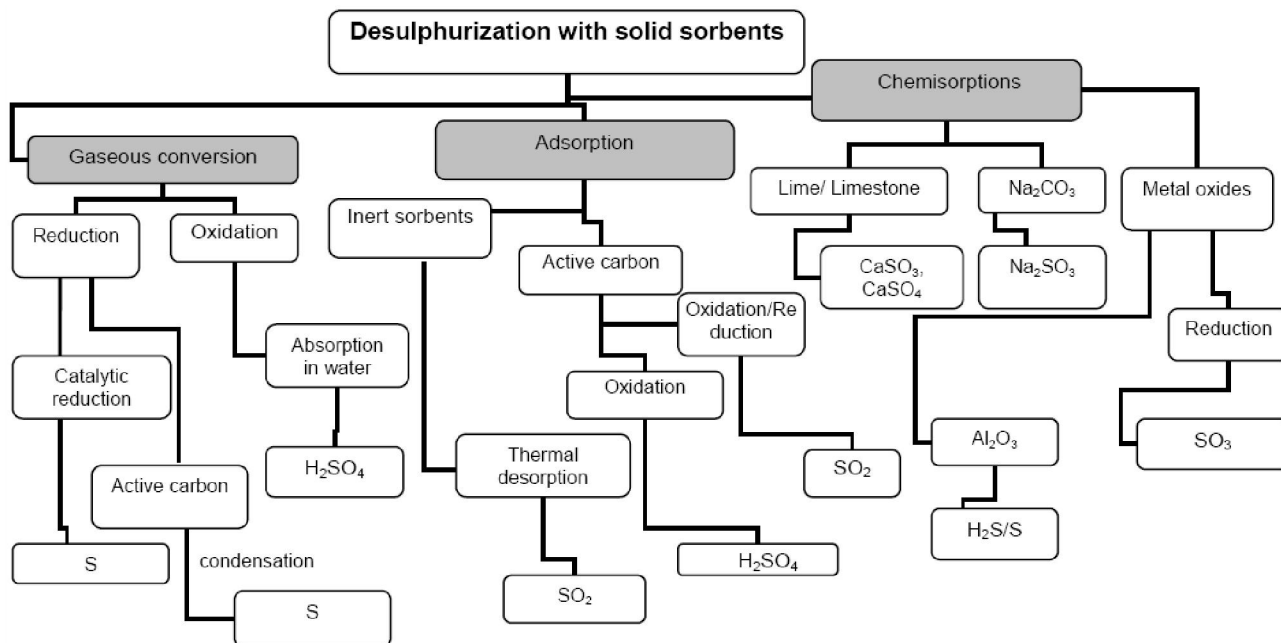 Desulphurization with solid sorbents
Chemisorptions
Gaseous conversion
Adsorption
Lime/ Limestone
Na₂CO₃
Metal oxides
Inert sorbents
Reduction
Oxidation
Active carbon
CaSO₃,
CaSO₄
Na₂SO₃
Oxidation/Re
duction
Reduction
Absorption
in water
Catalytic
reduction
Oxidation
Al₂O₃
SO₃
H₂SO₄
Thermal
desorption
SO₂
Active carbon
H₂S/S
S
condensation
H₂SO₄
SO₂
S